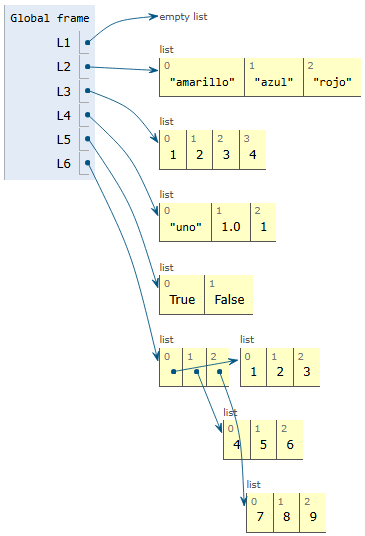 Global frame
L1
empty list
L2
list
0 1 2
"amarillo" "azul" "rojo"
L3
list
0 1 2 3
1 2 3 4
L4
list
0 1 2
"uno" 1.0 1
L5
list
0 1
True False
L6
list
0 1 2
list
0 1 2
1 2 3
list
0 1 2
4 5 6
list
0 1 2
7 8 9